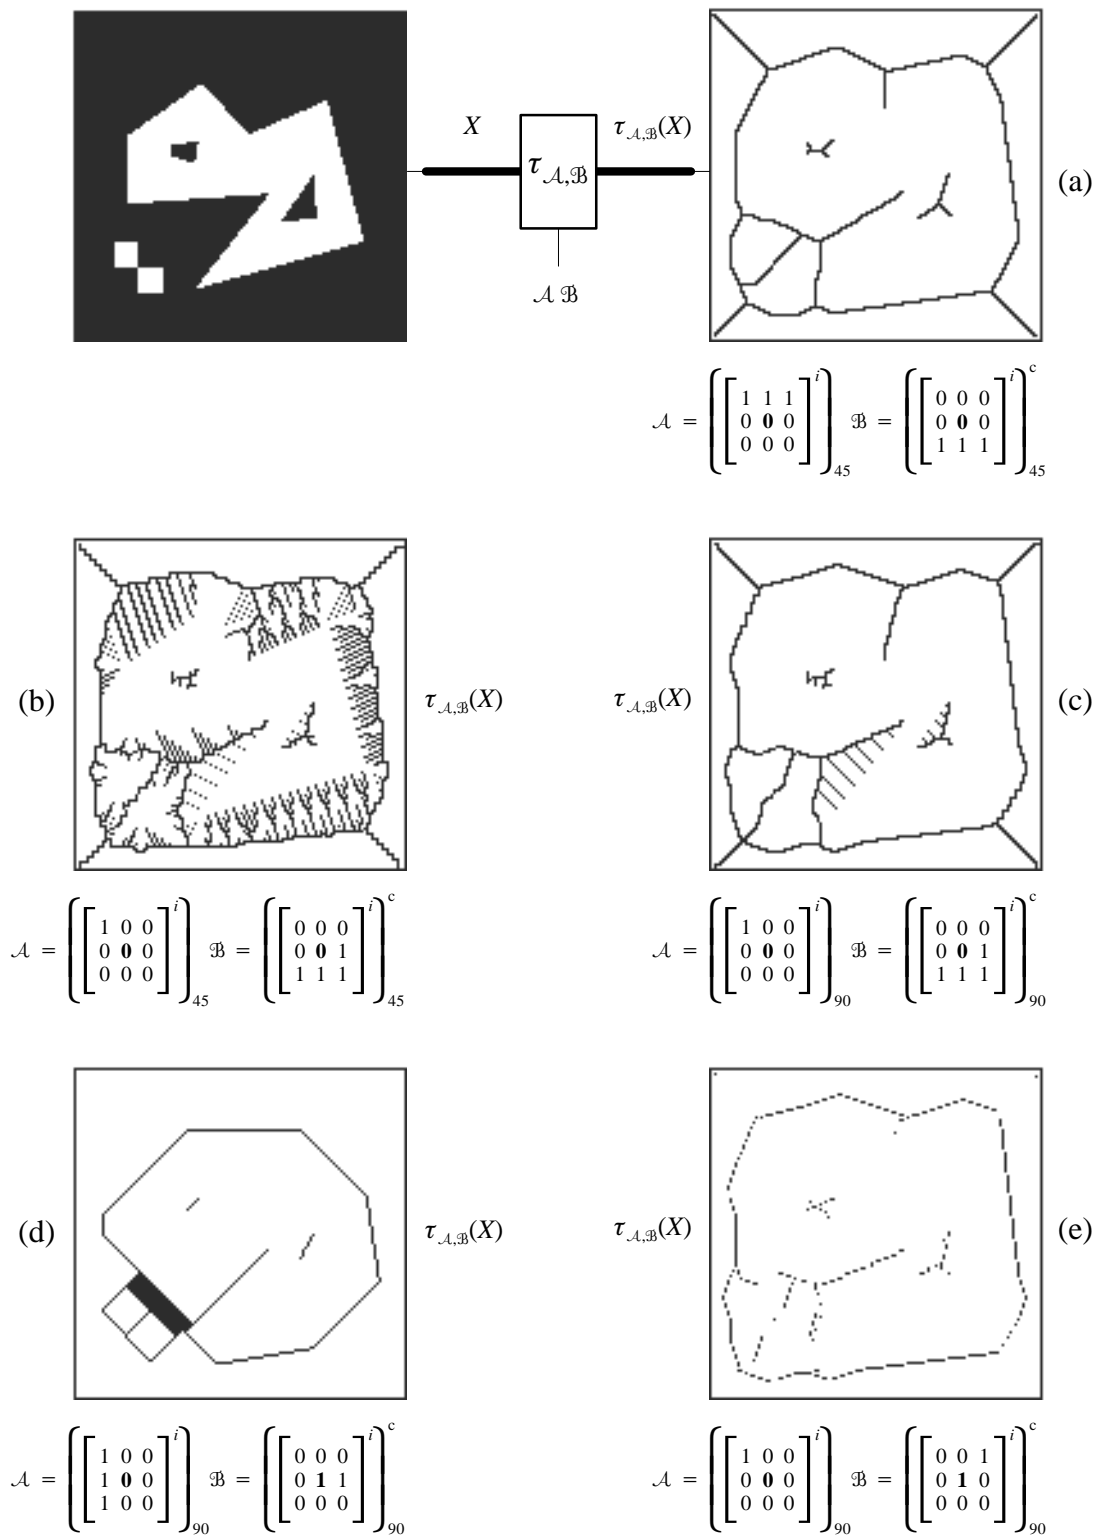 X τ𝒜,ℬ(X)
τ𝒜,ℬ
(a)
𝒜 ℬ
𝒜 = { [ 1 1 1 ]i }45 ℬ = { [ 0 0 0 ]i }c45
0 0 0 0 0 0
0 0 0 1 1 1
(b) τ𝒜,ℬ(X) τ𝒜,ℬ(X) (c)
𝒜 = { [ 1 0 0 ]i }45 ℬ = { [ 0 0 0 ]i }c45 𝒜 = { [ 1 0 0 ]i }90 ℬ = { [ 0 0 0 ]i }c90
0 0 0 0 0 1 0 0 0 0 0 1
0 0 0 1 1 1 0 0 0 1 1 1
(d) τ𝒜,ℬ(X) τ𝒜,ℬ(X) (e)
𝒜 = { [ 1 0 0 ]i }90 ℬ = { [ 0 0 0 ]i }c90 𝒜 = { [ 1 0 0 ]i }90 ℬ = { [ 0 0 1 ]i }c90
1 0 0 0 1 1 0 0 0 0 1 0
1 0 0 0 0 0 0 0 0 0 0 0